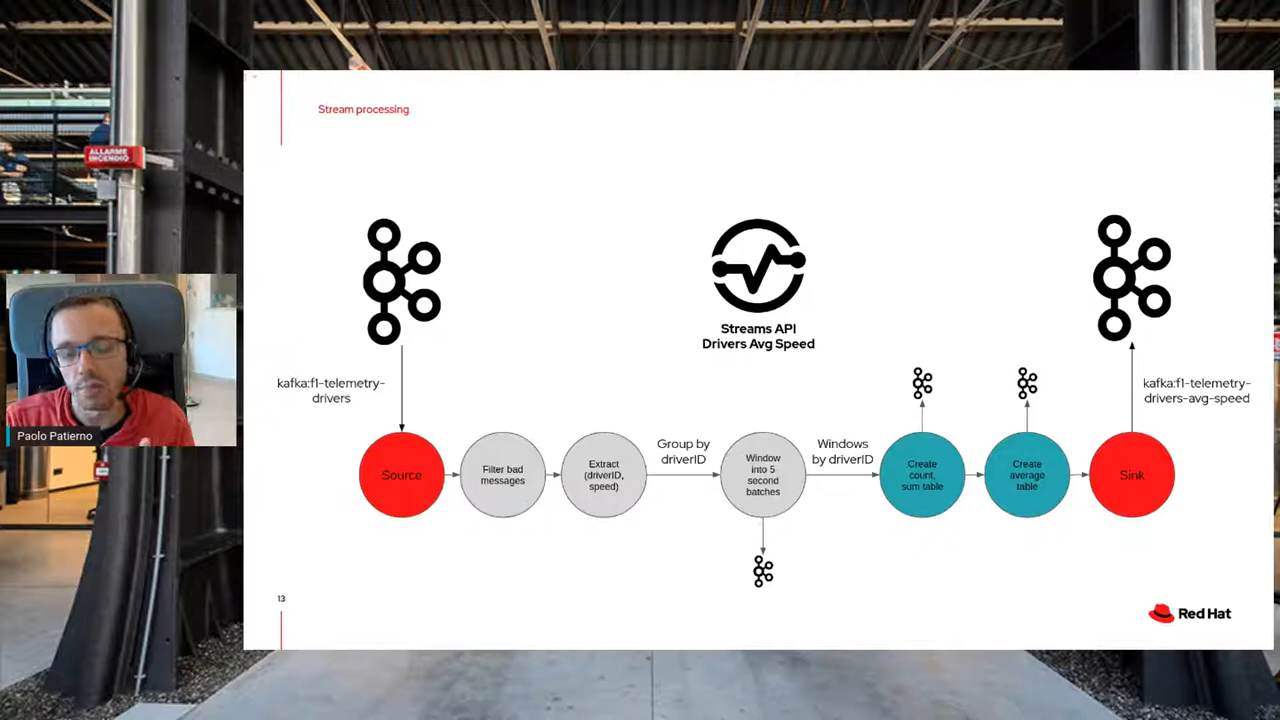 Stream processing
ALLARME
INCENDIO
Streams API
Drivers Avg Speed
kafka:f1-telemetry-
drivers
kafka:f1-telemetry-
drivers-avg-speed
Paolo Patierno
Source
Filter bad
messages
Extract
(driverID,
speed)
Group by
driverID
Window
into 5
second
batches
Windows
by driverID
Create
count,
sum table
Create
average
table
Sink
13
Red Hat